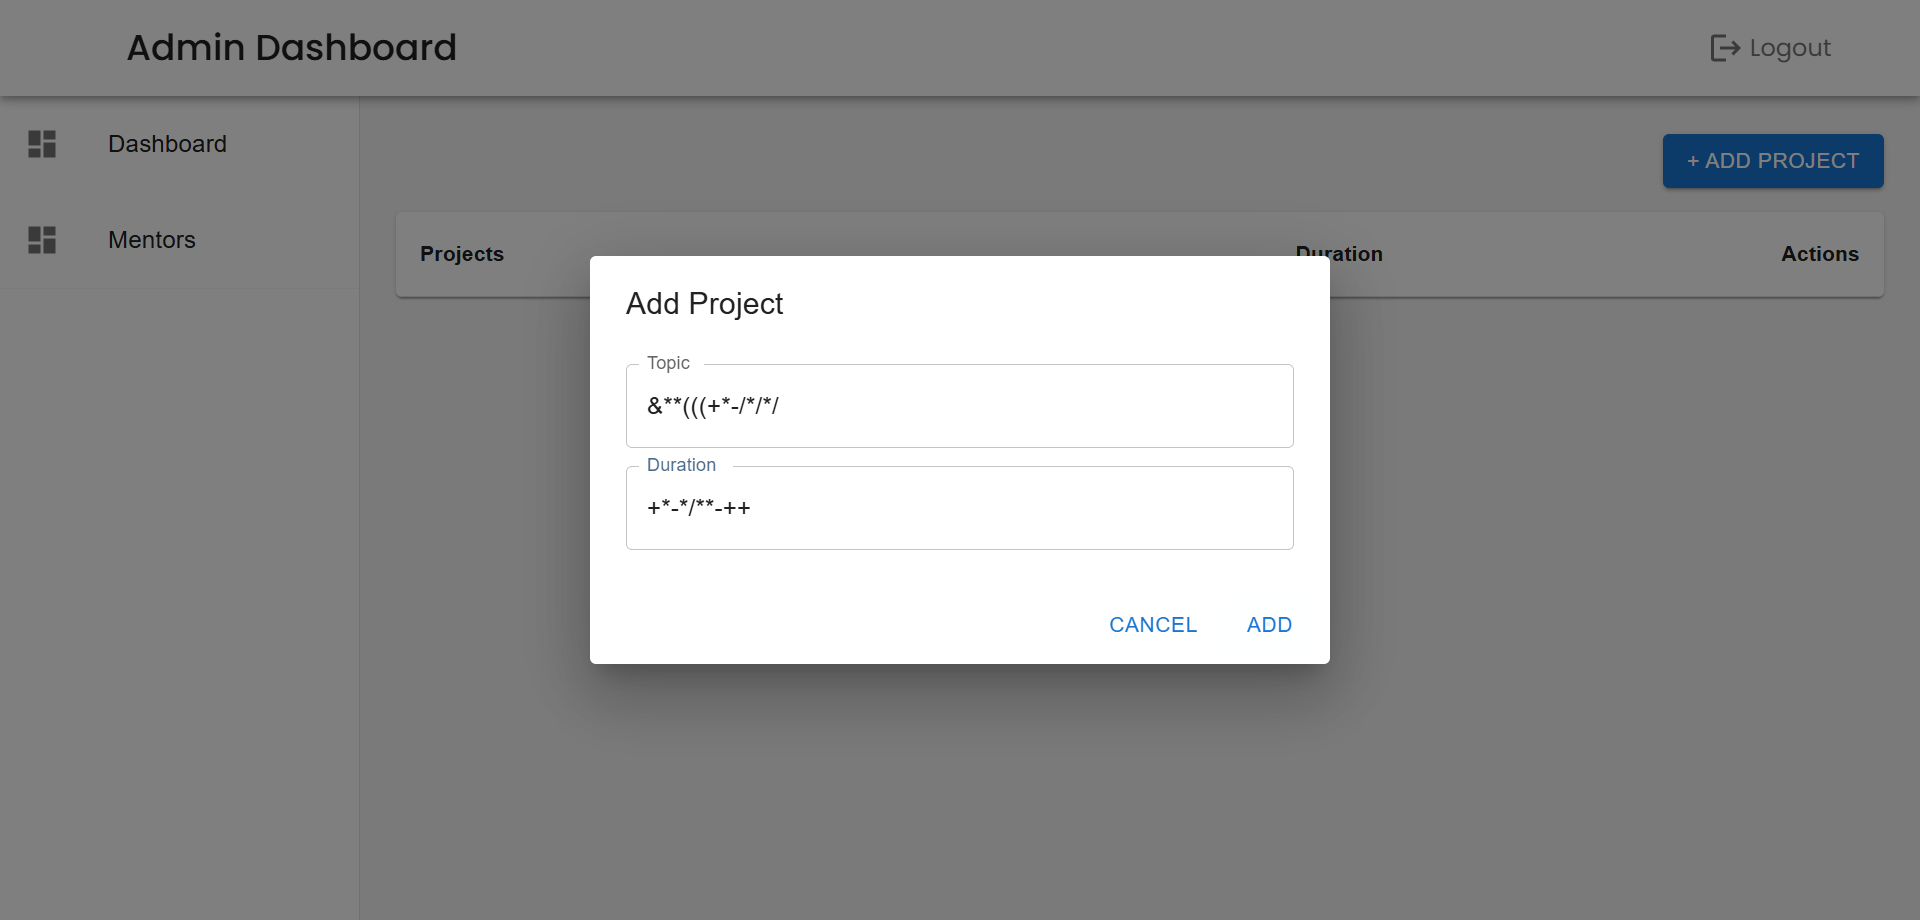 Admin Dashboard
Logout
Dashboard
Mentors
+ ADD PROJECT
Projects
Duration
Actions
Add Project
Topic
&**(((+*-/*/*/
Duration
+*-*/**-++
CANCEL
ADD